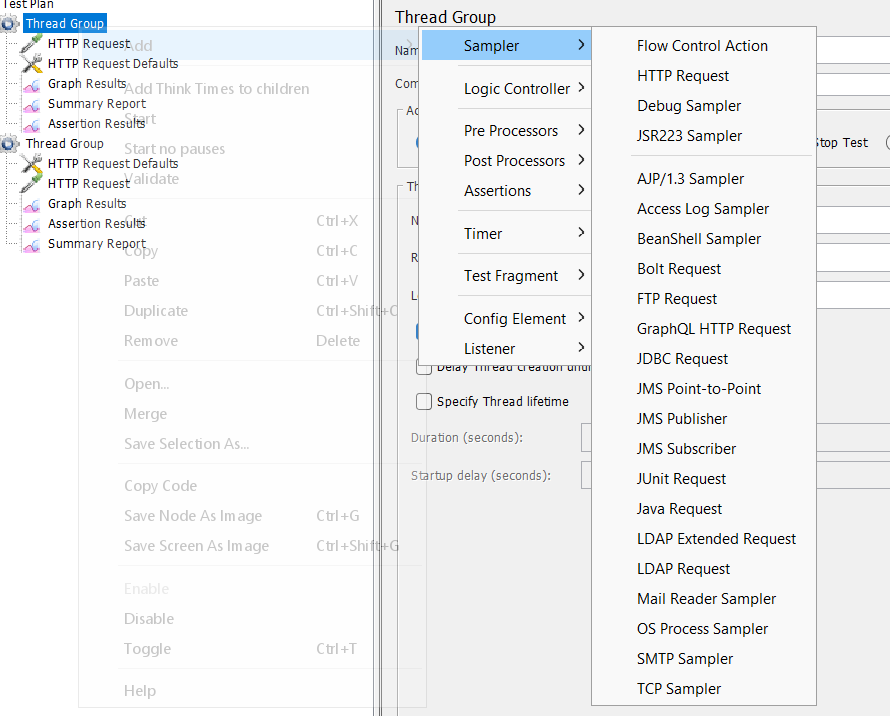 Test Plan
Thread Group
HTTP Request
HTTP Request Defaults
Graph Results
Summary Report
Assertion Results
Thread Group
HTTP Request Defaults
HTTP Request
Graph Results
Assertion Results
Summary Report
Add
Add Think Times to children
Start
Start no pauses
Validate
Cut Ctrl+X
Copy Ctrl+C
Paste Ctrl+V
Duplicate Ctrl+Shift+C
Remove Delete
Open...
Merge
Save Selection As...
Copy Code
Save Node As Image Ctrl+G
Save Screen As Image Ctrl+Shift+G
Enable
Disable
Toggle Ctrl+T
Help
Thread Group
Sampler
Logic Controller
Pre Processors
Post Processors
Assertions
Timer
Test Fragment
Config Element
Listener
Delay Thread creation until
Specify Thread lifetime
Duration (seconds):
Startup delay (seconds):
Flow Control Action
HTTP Request
Debug Sampler
JSR223 Sampler
AJP/1.3 Sampler
Access Log Sampler
BeanShell Sampler
Bolt Request
FTP Request
GraphQL HTTP Request
JDBC Request
JMS Point-to-Point
JMS Publisher
JMS Subscriber
JUnit Request
Java Request
LDAP Extended Request
LDAP Request
Mail Reader Sampler
OS Process Sampler
SMTP Sampler
TCP Sampler
Stop Test